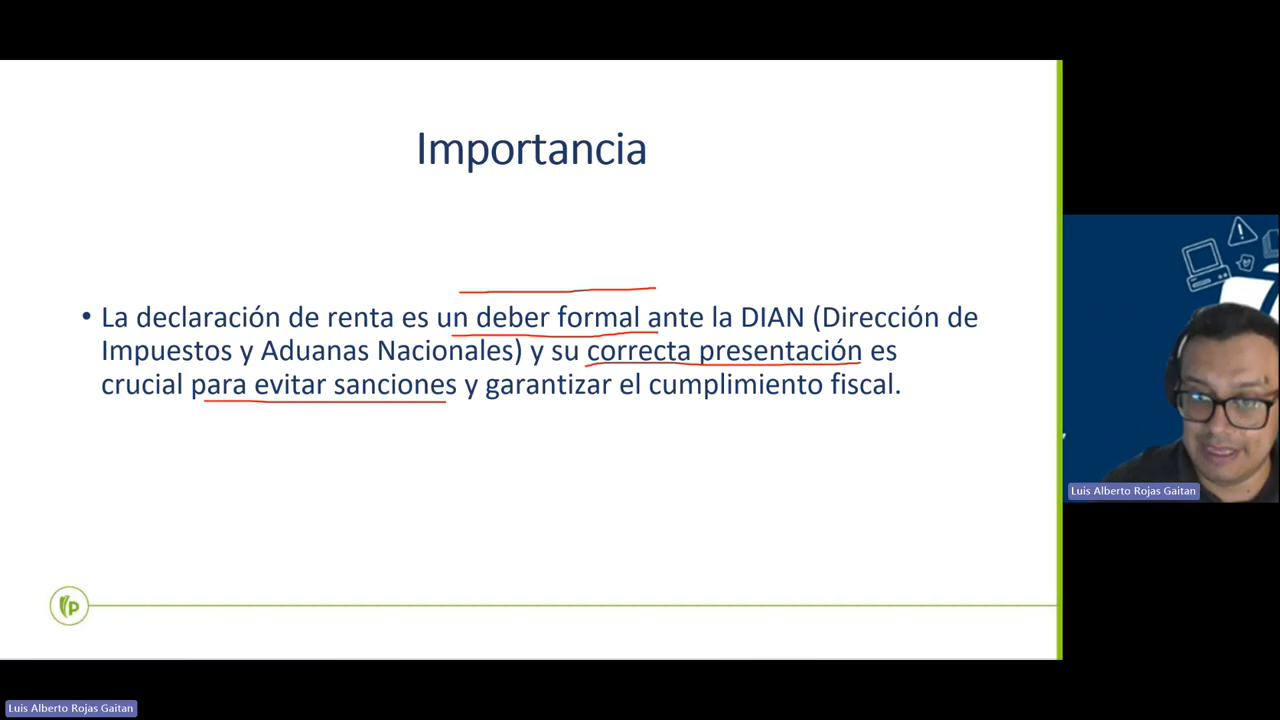 Importancia
• La declaración de renta es un deber formal ante la DIAN (Dirección de
Impuestos y Aduanas Nacionales) y su correcta presentación es
crucial para evitar sanciones y garantizar el cumplimiento fiscal.
P
Luis Alberto Rojas Gaitan
Luis Alberto Rojas Gaitan